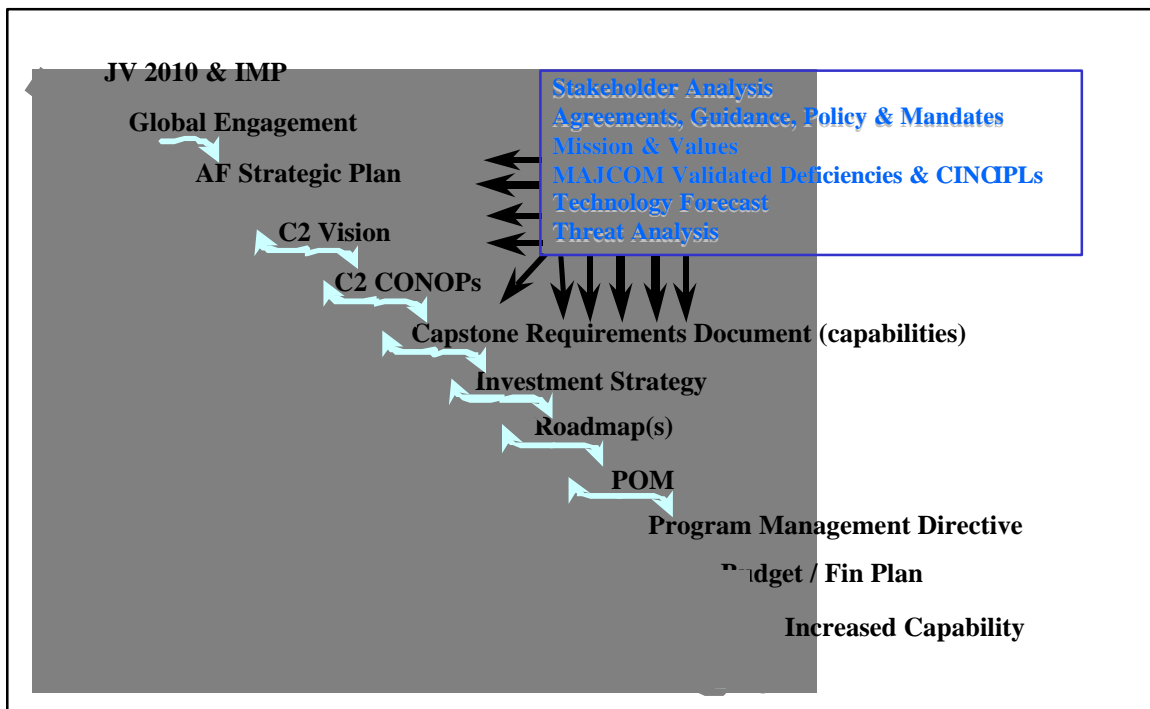 JV 2010 & IMP
Global Engagement
AF Strategic Plan
Stakeholder Analysis
Agreements, Guidance, Policy & Mandates
Mission & Values
MAJCOM Validated Deficiencies & CINCIPLs
Technology Forecast
Threat Analysis
C2 Vision
C2 CONOPs
Capstone Requirements Document (capabilities)
Investment Strategy
Roadmap(s)
POM
Program Management Directive
Budget / Fin Plan
Increased Capability